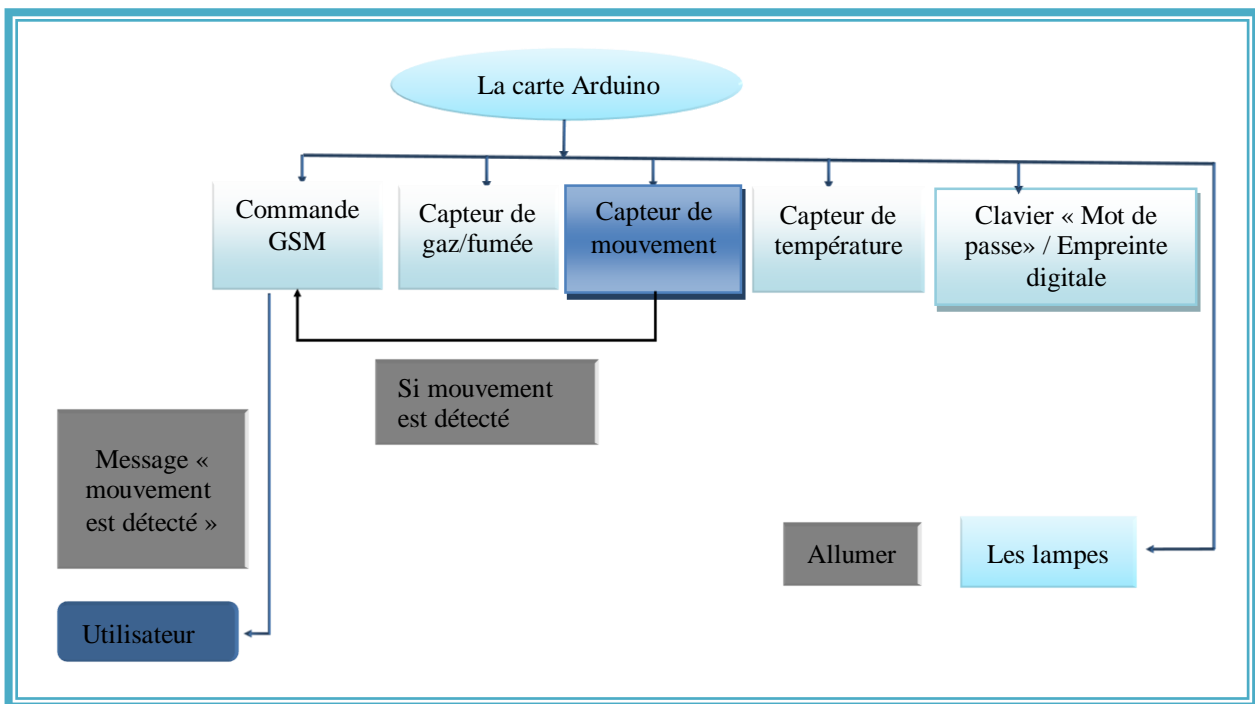 La carte Arduino
Commande
GSM
Capteur de
gaz/fumée
Capteur de
mouvement
Capteur de
température
Clavier « Mot de
passe» / Empreinte
digitale
Si mouvement
est détecté
Message «
mouvement
est détecté »
Allumer
Les lampes
Utilisateur